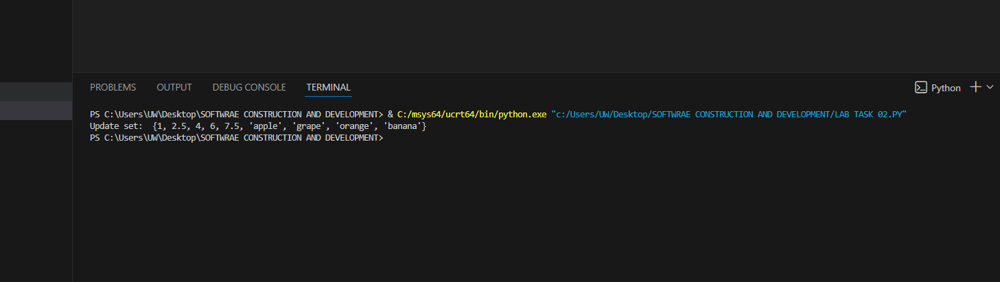 PROBLEMS OUTPUT DEBUG CONSOLE TERMINAL Python
PS C:\Users\UW\Desktop\SOFTWRAE CONSTRUCTION AND DEVELOPMENT> & C:/msys64/ucrt64/bin/python.exe "c:/Users/UW/Desktop/SOFTWRAE CONSTRUCTION AND DEVELOPMENT/LAB TASK 02.PY"
Update set:  {1, 2.5, 4, 6, 7.5, 'apple', 'grape', 'orange', 'banana'}
PS C:\Users\UW\Desktop\SOFTWRAE CONSTRUCTION AND DEVELOPMENT>